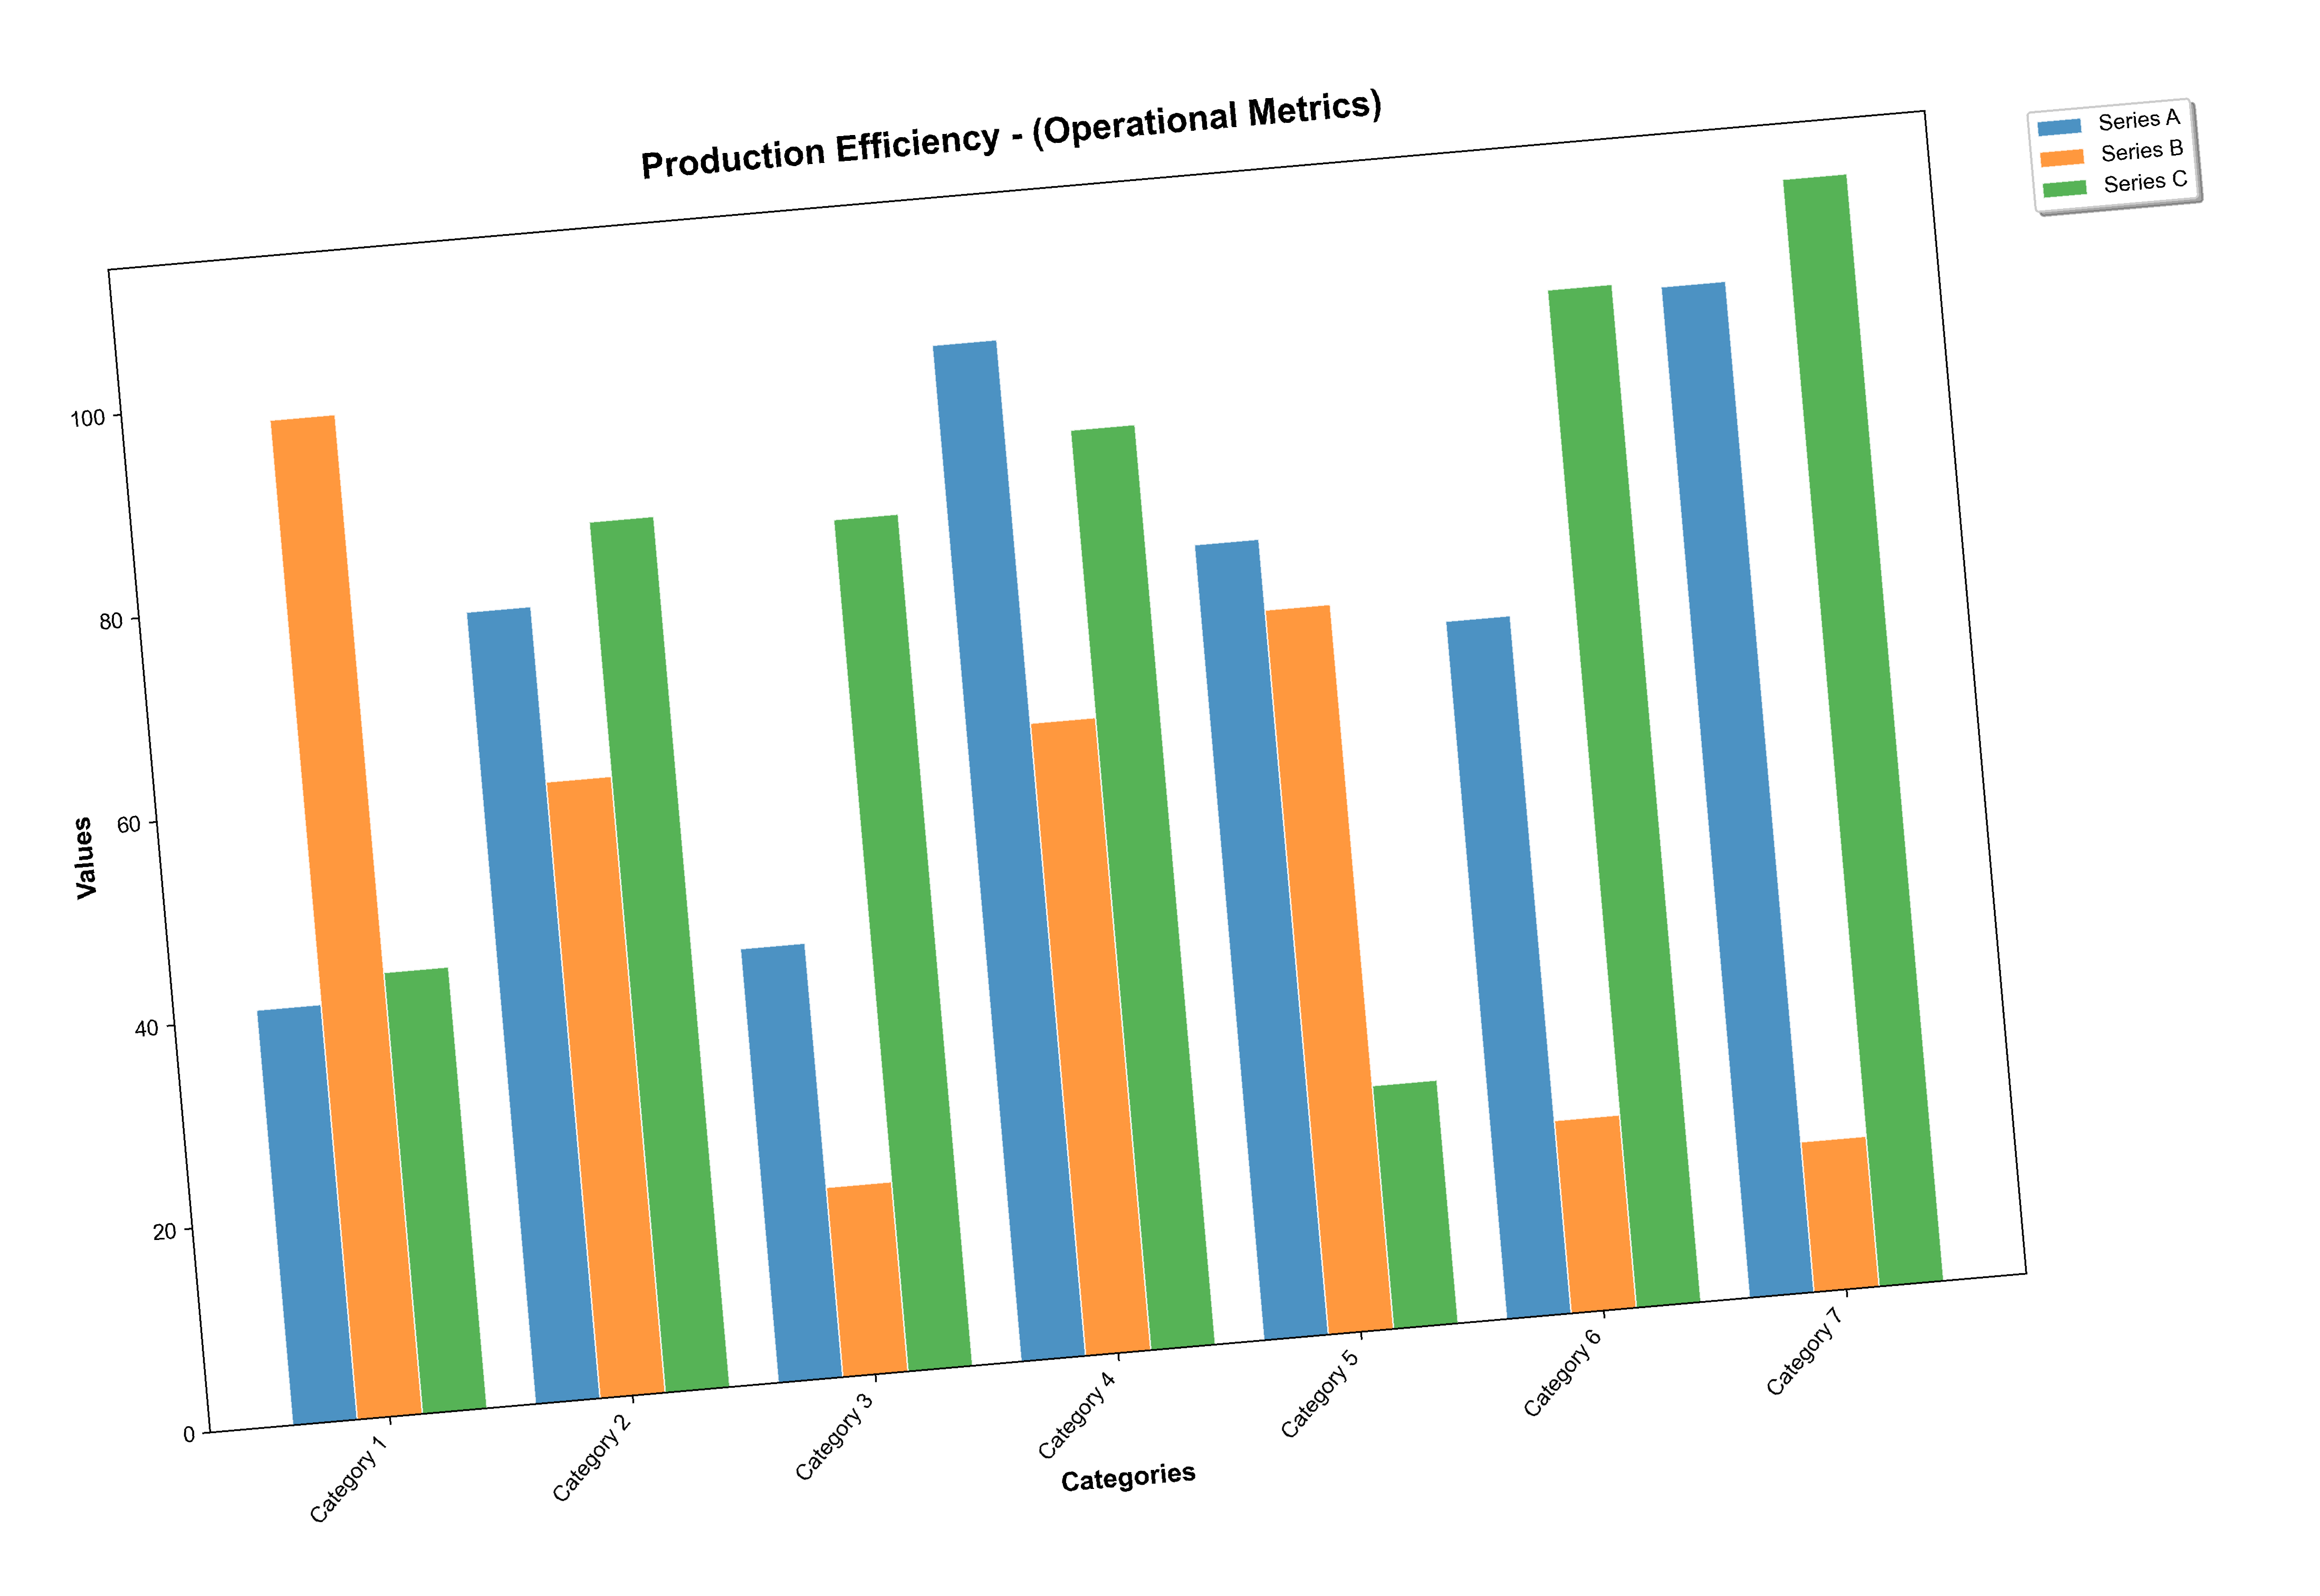 Production Efficiency - (Operational Metrics)
Series A
Series B
Series C
Values
100
80
60
40
20
0
Category 1
Category 2
Category 3
Category 4
Category 5
Category 6
Category 7
Categories